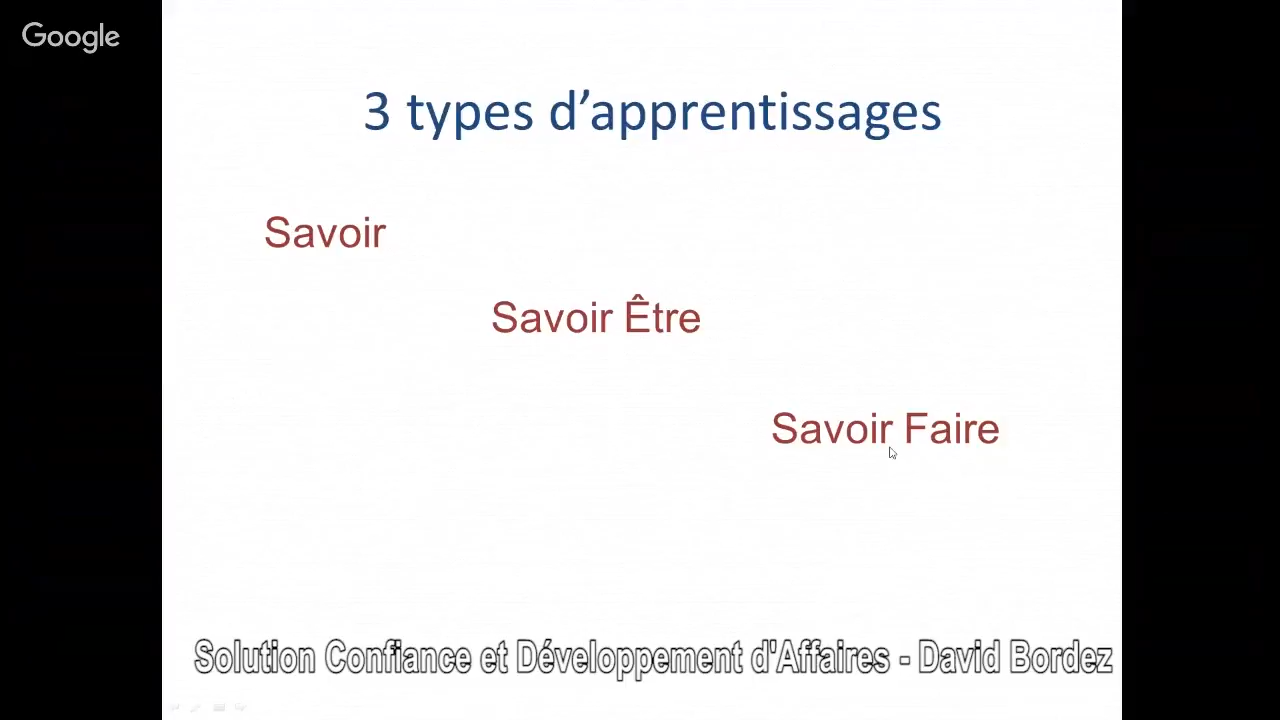 Google
3 types d’apprentissages
Savoir
Savoir Être
Savoir Faire
Solution Confiance et Développement d'Affaires - David Bordez